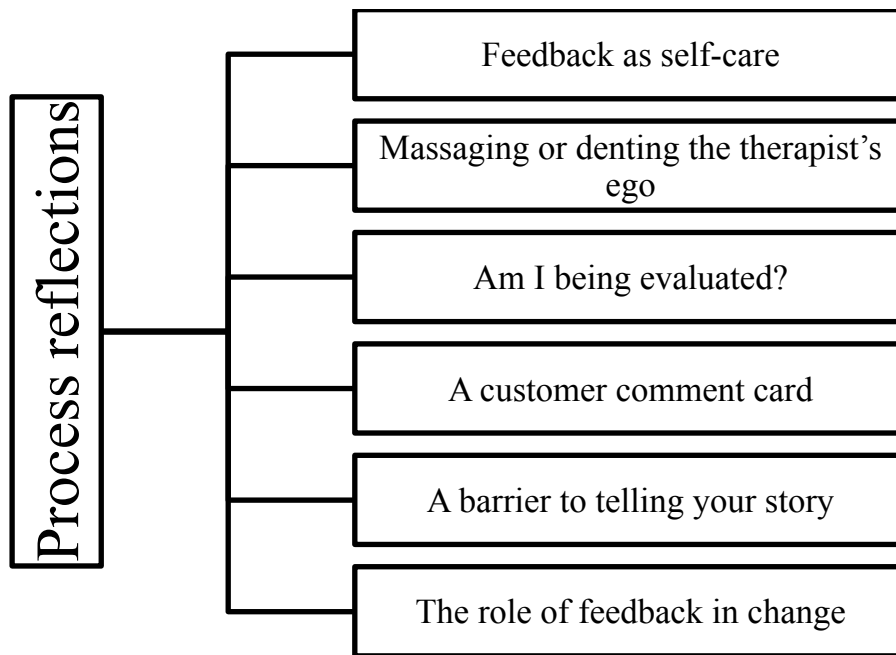 Process reflections
Feedback as self-care
Massaging or denting the therapist’s
ego
Am I being evaluated?
A customer comment card
A barrier to telling your story
The role of feedback in change